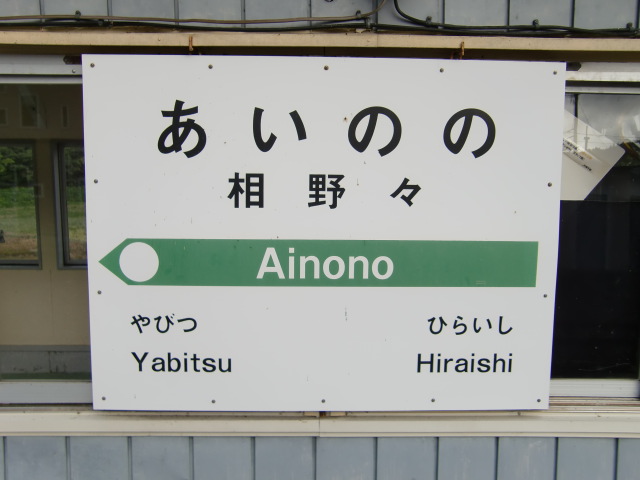 あいのの
相野々
Ainono
やびつ ひらいし
Yabitsu Hiraishi